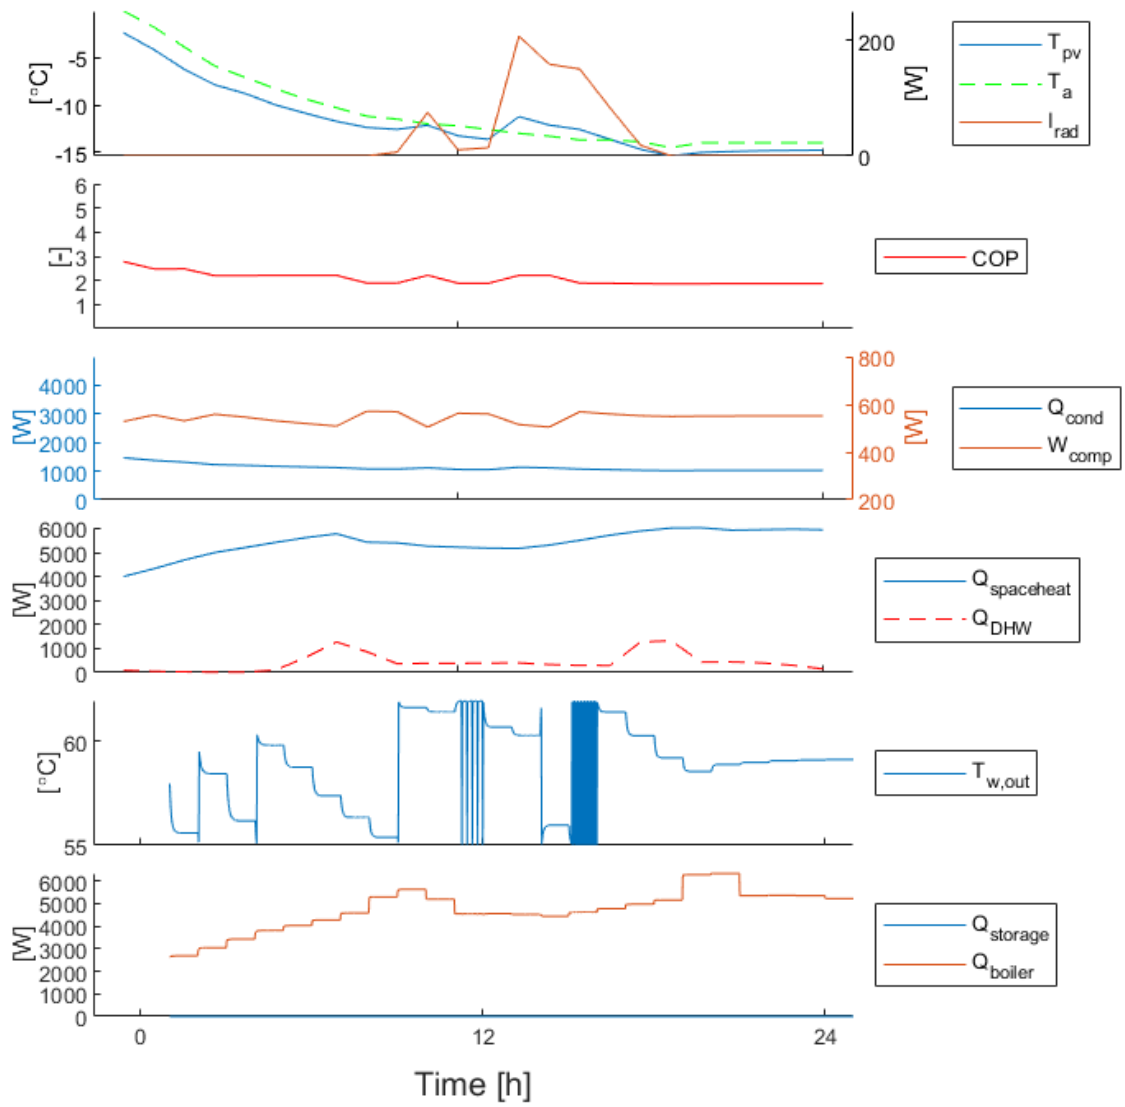 [°C]
-5
-10
-15
200
0
[W]
T_pv
T_a
I_rad
[-]
6
5
4
3
2
1
COP
[W]
4000
3000
2000
1000
0
800
600
400
200
[W]
Q_cond
W_comp
[W]
6000
5000
4000
3000
2000
1000
0
Q_spaceheat
Q_DHW
[°C]
60
55
T_w,out
[W]
6000
5000
4000
3000
2000
1000
0
Q_storage
Q_boiler
0 12 24
Time [h]